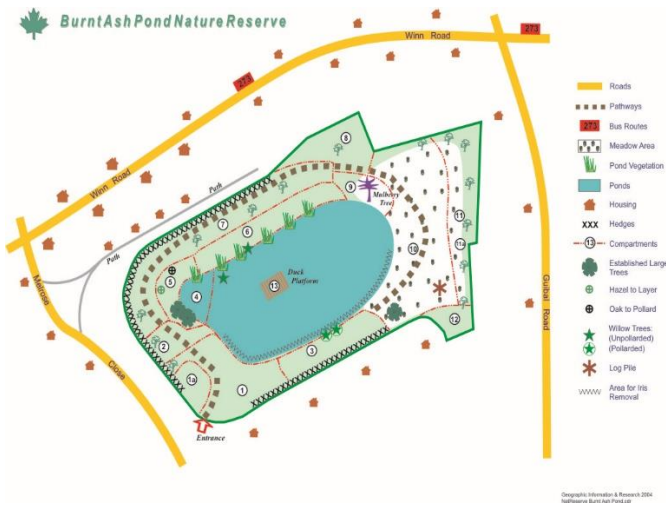 Burnt Ash Pond Nature Reserve
Winn Road
273
273
Winn Road
Path
Path
Melrose
Close
Guibal Road
8
9
Mulberry
Tree
7
6
5
4
13
Duck
Platform
10
11
11a
12
2
3
1a
1
Entrance
Roads
Pathways
273
Bus Routes
Meadow Area
Pond Vegetation
Ponds
Housing
XXX
Hedges
13
Compartments
Established Large
Trees
Hazel to Layer
Oak to Pollard
Willow Trees:
(Unpollarded)
(Pollarded)
Log Pile
Area for Iris
Removal
Geographic Information & Research 2004